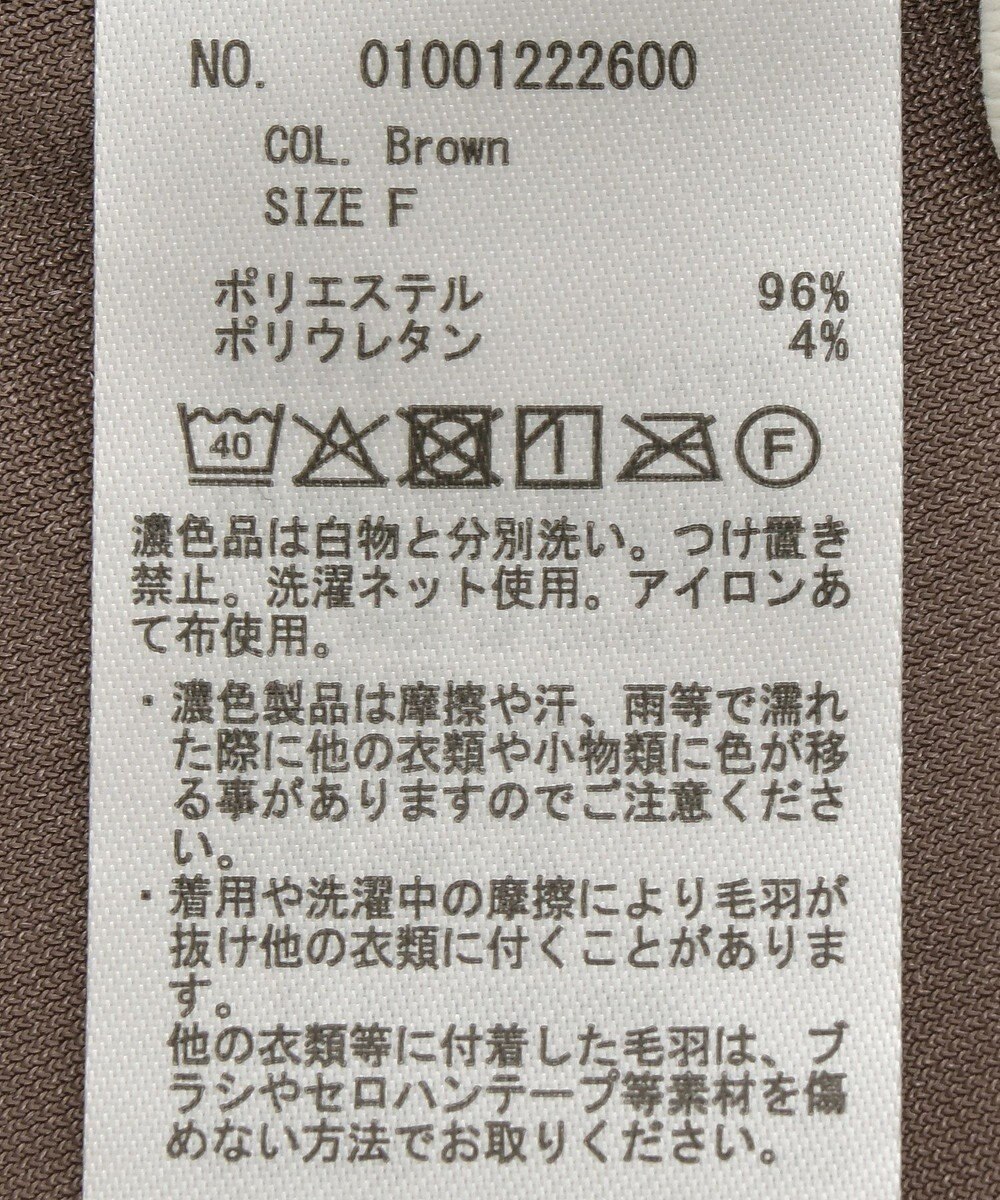 NO. 01001222600
COL. Brown
SIZE F
ポリエステル 96%
ポリウレタン 4%
40 F
濃色品は白物と分別洗い。つけ置き
禁止。洗濯ネット使用。アイロンあ
て布使用。
・濃色製品は摩擦や汗、雨等で濡れ
た際に他の衣類や小物類に色が移
る事がありますのでご注意くださ
い。
・着用や洗濯中の摩擦により毛羽が
抜け他の衣類に付くことがありま
す。
他の衣類等に付着した毛羽は、ブ
ラシやセロハンテープ等素材を傷
めない方法でお取りください。